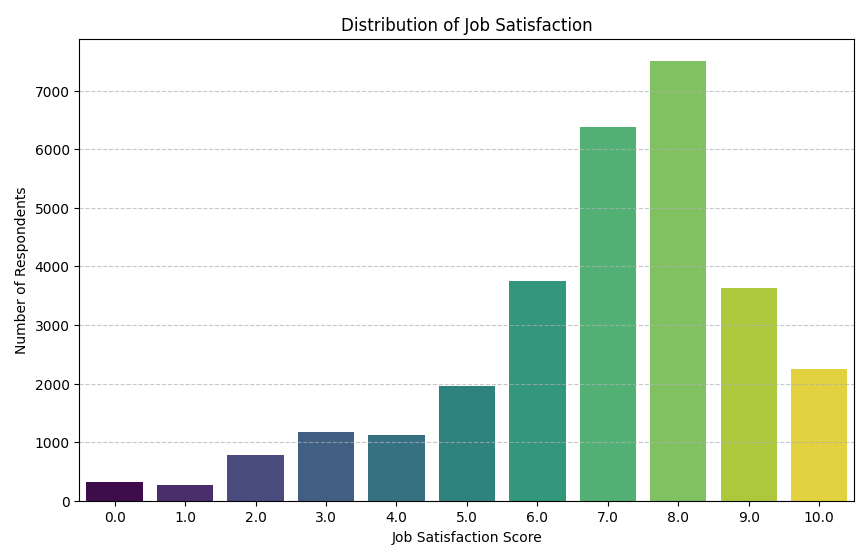 Distribution of Job Satisfaction
Number of Respondents
7000
6000
5000
4000
3000
2000
1000
0
0.0 1.0 2.0 3.0 4.0 5.0 6.0 7.0 8.0 9.0 10.0
Job Satisfaction Score